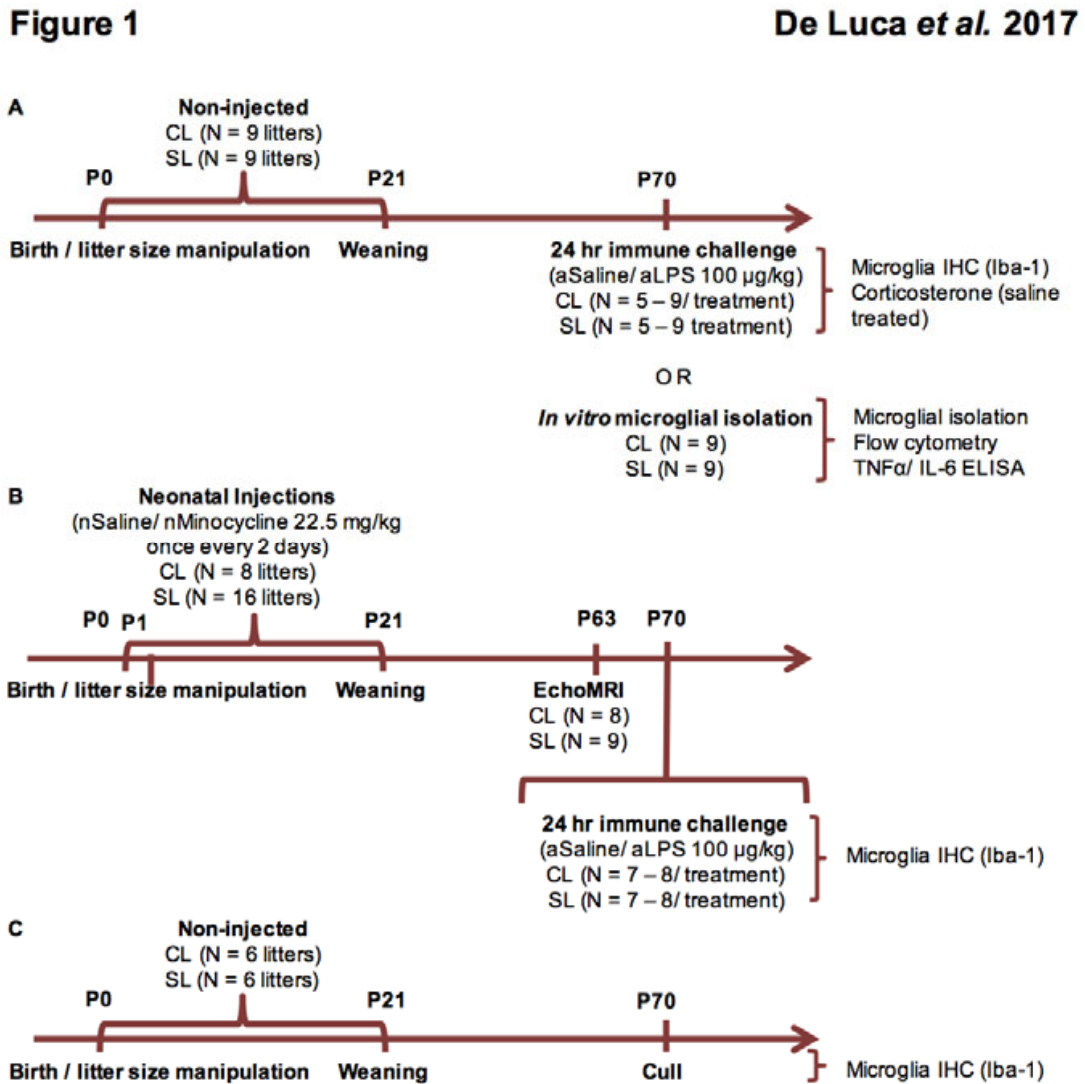 Figure 1
De Luca et al. 2017
A
Non-injected
CL (N = 9 litters)
SL (N = 9 litters)
P0
P21
P70
Birth / litter size manipulation
Weaning
24 hr immune challenge
(aSaline/ aLPS 100 µg/kg)
CL (N = 5 – 9/ treatment)
SL (N = 5 – 9 treatment)
Microglia IHC (Iba-1)
Corticosterone (saline
treated)
OR
In vitro microglial isolation
CL (N = 9)
SL (N = 9)
Microglial isolation
Flow cytometry
TNFα/ IL-6 ELISA
B
Neonatal Injections
(nSaline/ nMinocycline 22.5 mg/kg
once every 2 days)
CL (N = 8 litters)
SL (N = 16 litters)
P0
P1
P21
P63
P70
Birth / litter size manipulation
Weaning
EchoMRI
CL (N = 8)
SL (N = 9)
24 hr immune challenge
(aSaline/ aLPS 100 µg/kg)
CL (N = 7 – 8/ treatment)
SL (N = 7 – 8/ treatment)
Microglia IHC (Iba-1)
C
Non-injected
CL (N = 6 litters)
SL (N = 6 litters)
P0
P21
P70
Birth / litter size manipulation
Weaning
Cull
Microglia IHC (Iba-1)